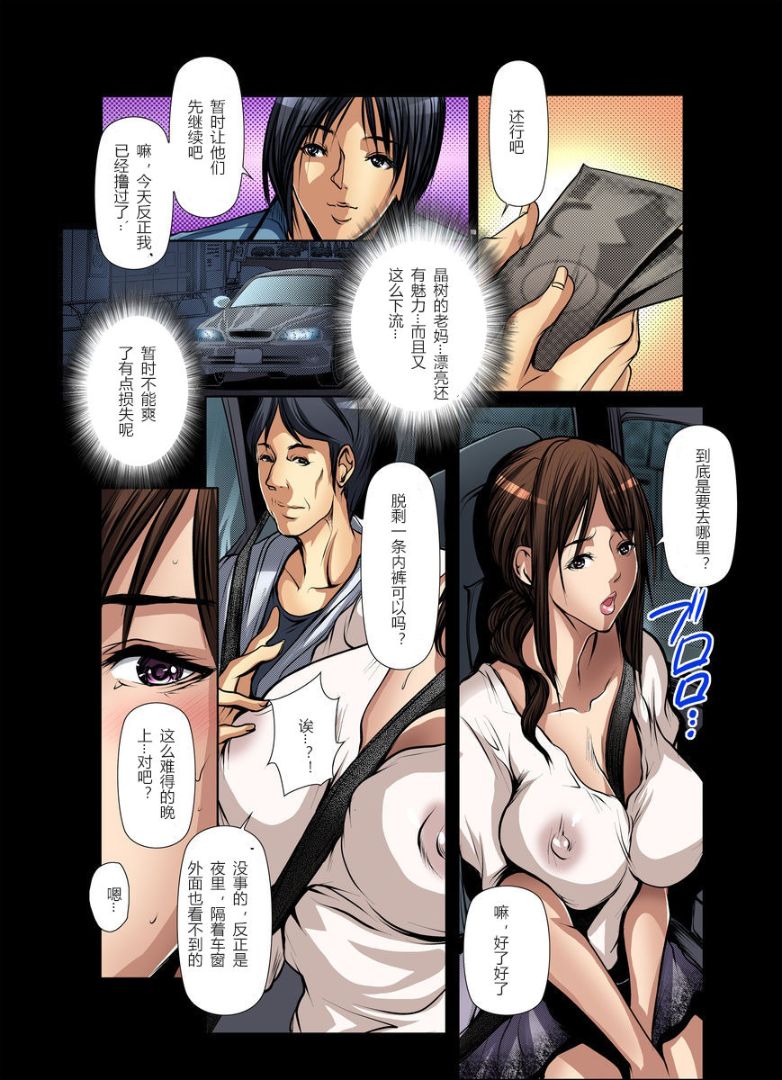 还行吧
暂时让他们
先继续吧
嘛，今天反正我、
已经撸过了…
晶树的老妈…漂亮还
有魅力…而且又
这么下流…
暂时不能爽
了有点损失呢
到底是要去哪里？
ブロロロ…
嘛，好了好了
脱剩一条内裤可以吗？
诶…？！
没事的，反正是
夜里，隔着车窗
外面也看不到的
这么难得的晚
上…对吧？
嗯…